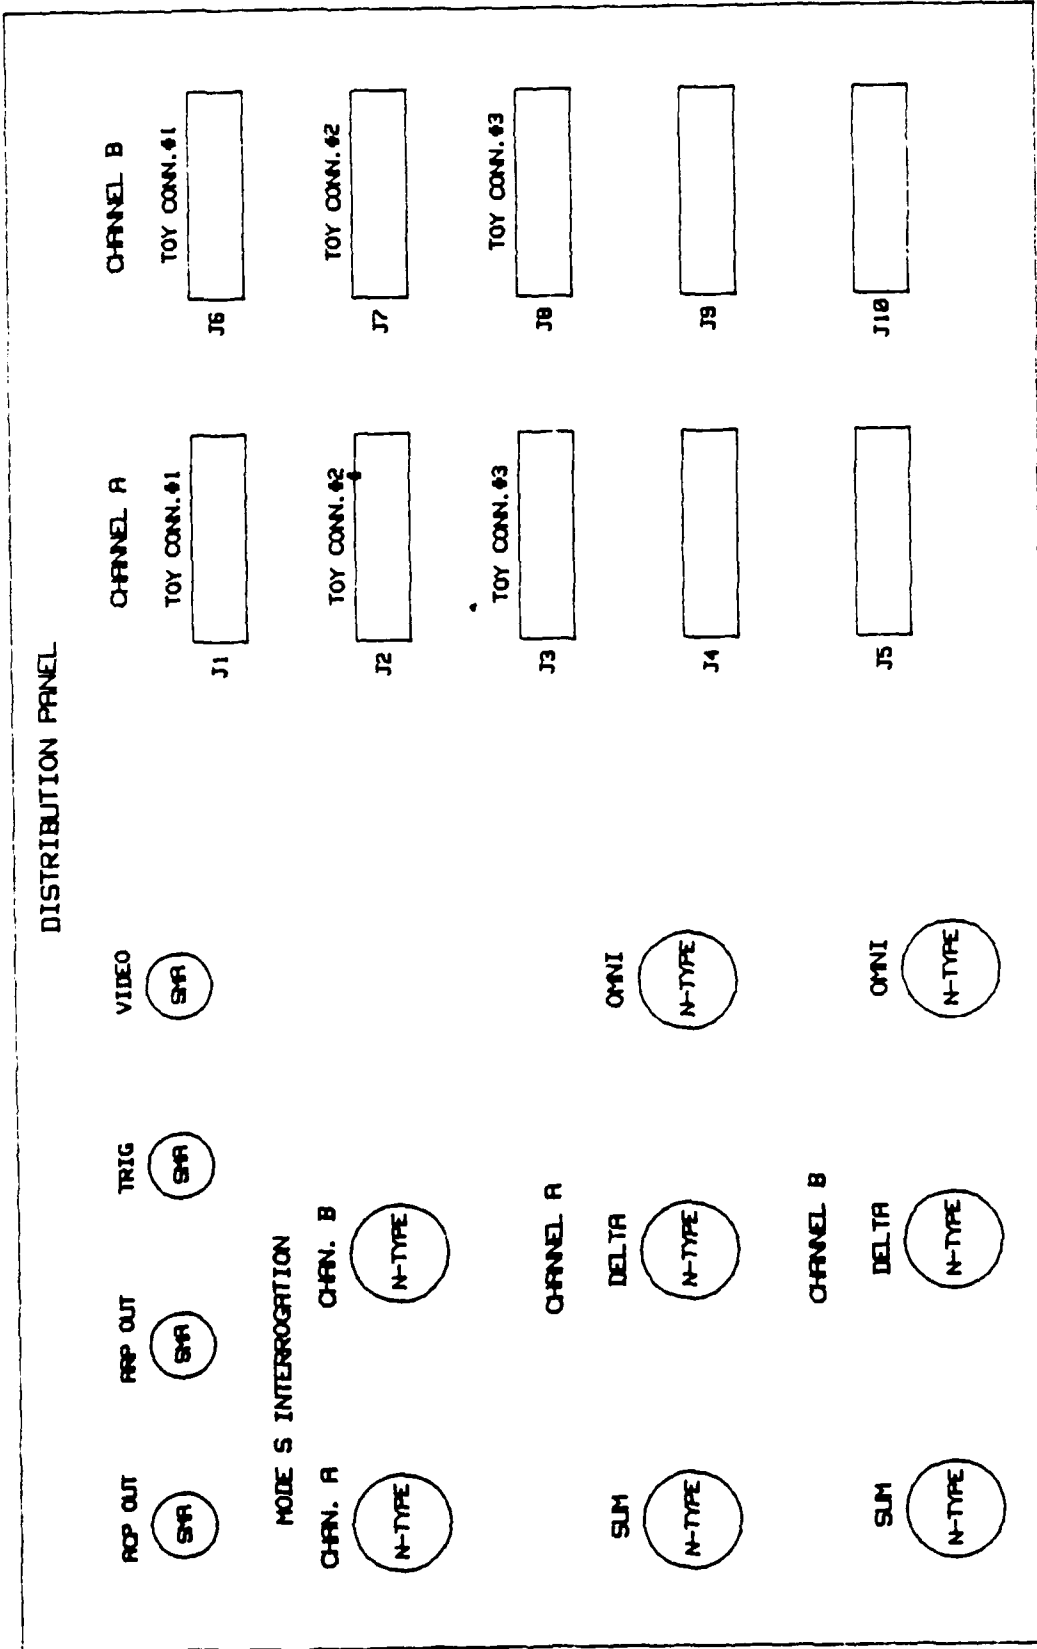 DISTRIBUTION PANEL
ACP OUT
ARP OUT
TRIG
VIDEO
SMA
SMA
SMA
SMA
MODE S INTERROGATION
CHAN. A
CHAN. B
N-TYPE
N-TYPE
CHANNEL A
SUM
DELTA
OMNI
N-TYPE
N-TYPE
N-TYPE
CHANNEL B
SUM
DELTA
OMNI
N-TYPE
N-TYPE
N-TYPE
CHANNEL A
TOY CONN.#1
J1
TOY CONN.#2
J2
TOY CONN.#3
J3
J4
J5
CHANNEL B
TOY CONN.#1
J6
TOY CONN.#2
J7
TOY CONN.#3
J8
J9
J10